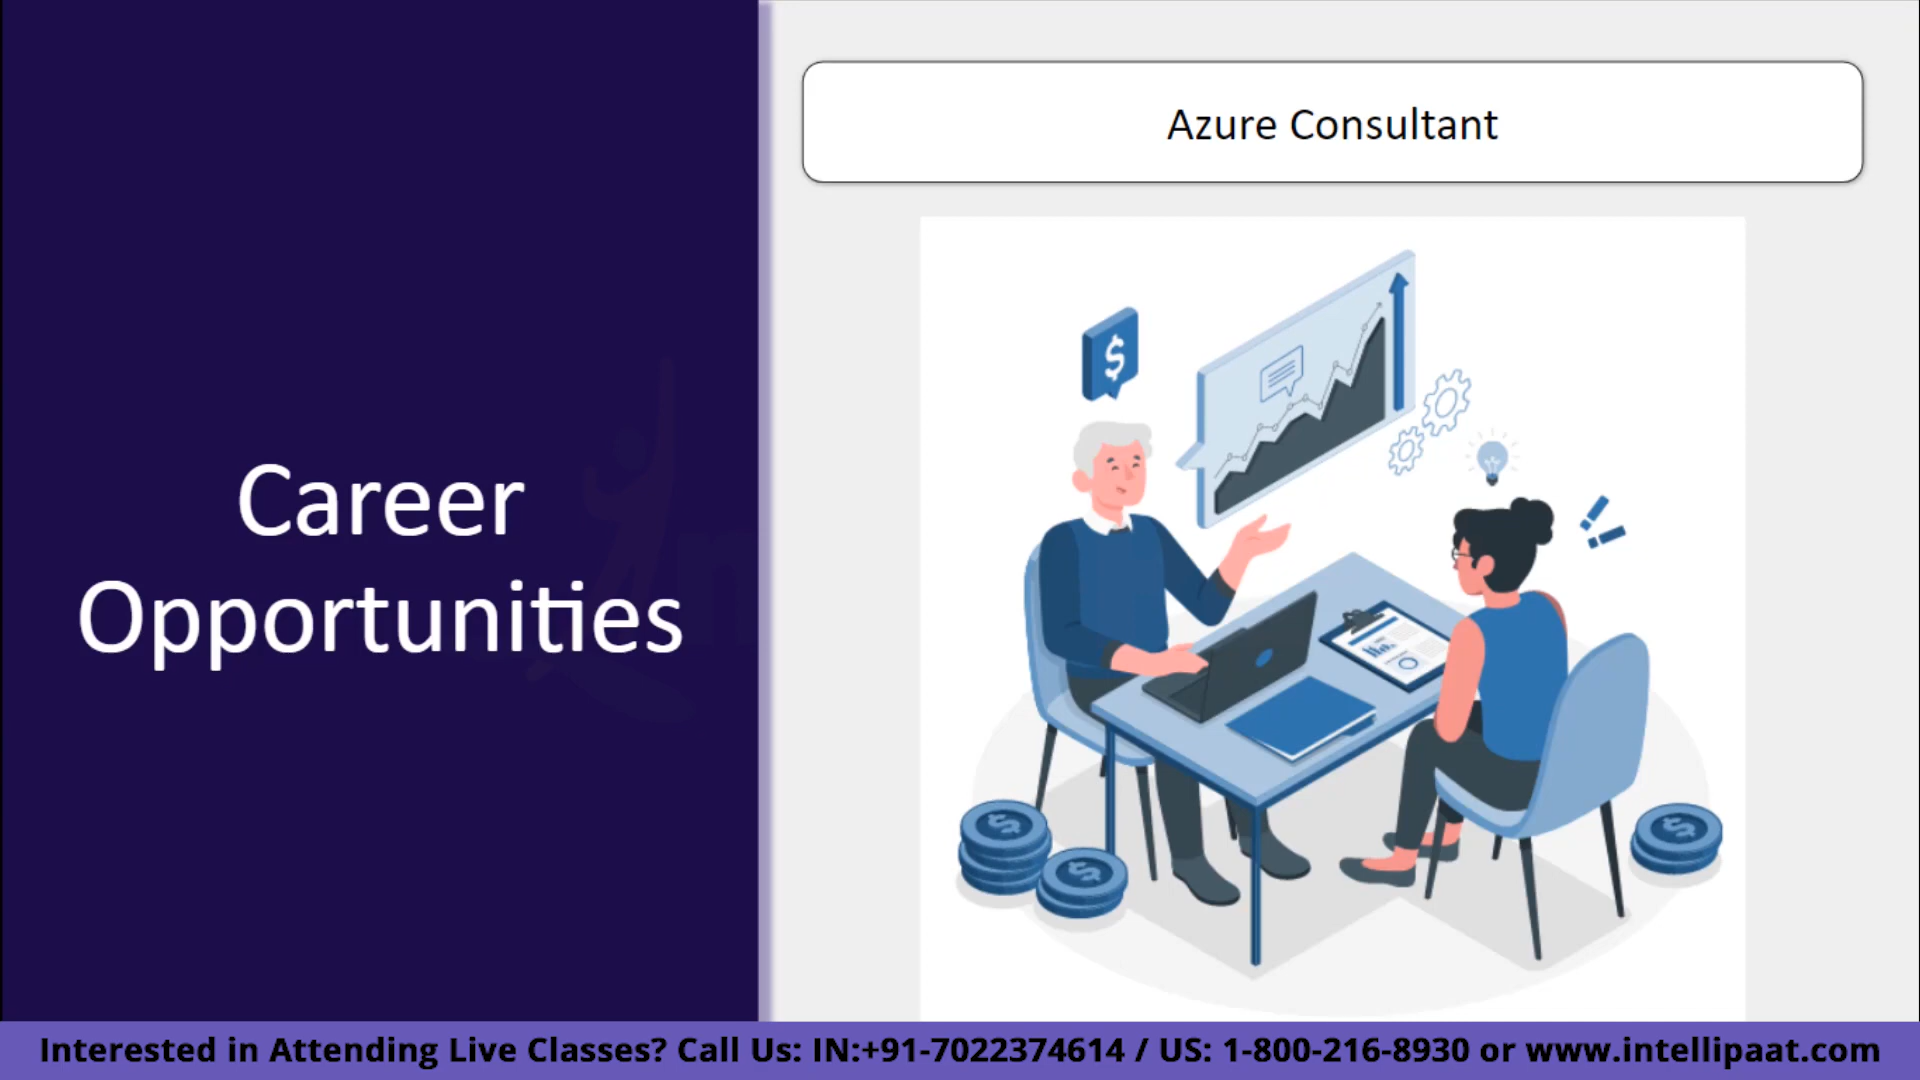 Career
Opportunities
Azure Consultant
$
$
$
$
Interested in Attending Live Classes? Call Us: IN:+91-7022374614 / US: 1-800-216-8930 or www.intellipaat.com